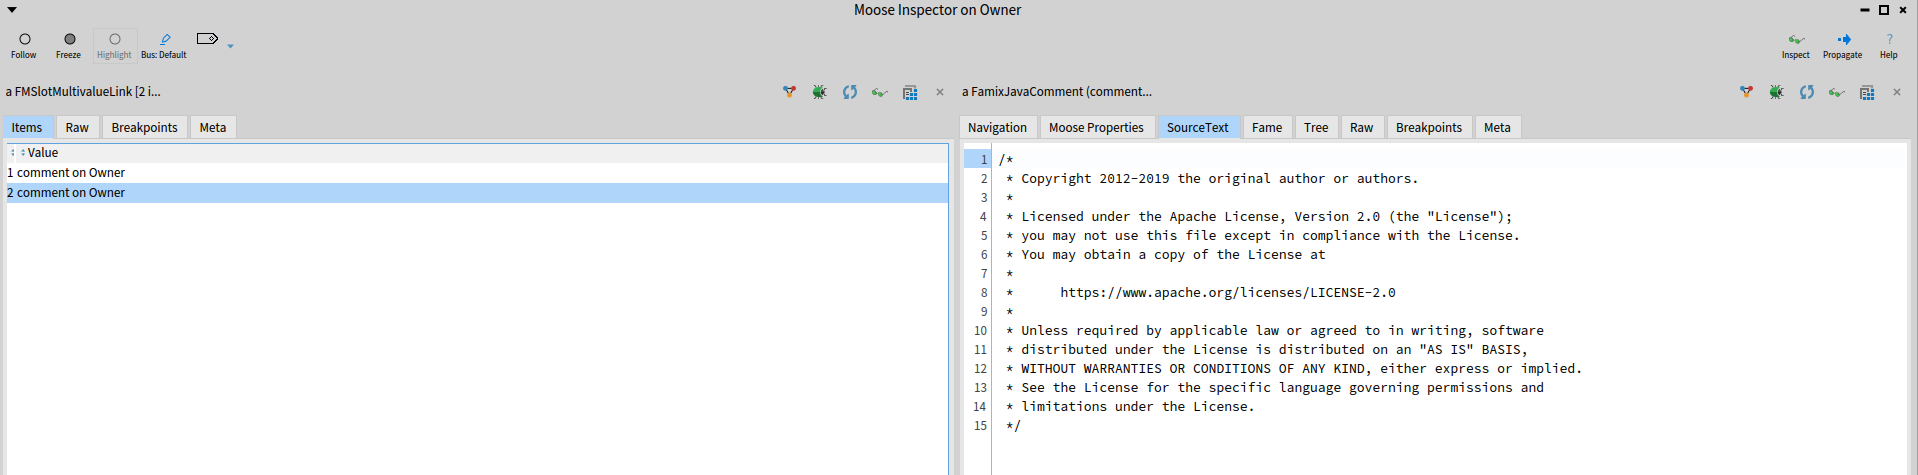 Moose Inspector on Owner
Follow Freeze Highlight Bus: Default Inspect Propagate ? Help
a FMSlotMultivalueLink [2 i...
Items Raw Breakpoints Meta
Value
1 comment on Owner
2 comment on Owner
a FamixJavaComment (comment...
Navigation Moose Properties SourceText Fame Tree Raw Breakpoints Meta
1 /*
2 * Copyright 2012-2019 the original author or authors.
3 *
4 * Licensed under the Apache License, Version 2.0 (the "License");
5 * you may not use this file except in compliance with the License.
6 * You may obtain a copy of the License at
7 *
8 *      https://www.apache.org/licenses/LICENSE-2.0
9 *
10 * Unless required by applicable law or agreed to in writing, software
11 * distributed under the License is distributed on an "AS IS" BASIS,
12 * WITHOUT WARRANTIES OR CONDITIONS OF ANY KIND, either express or implied.
13 * See the License for the specific language governing permissions and
14 * limitations under the License.
15 */